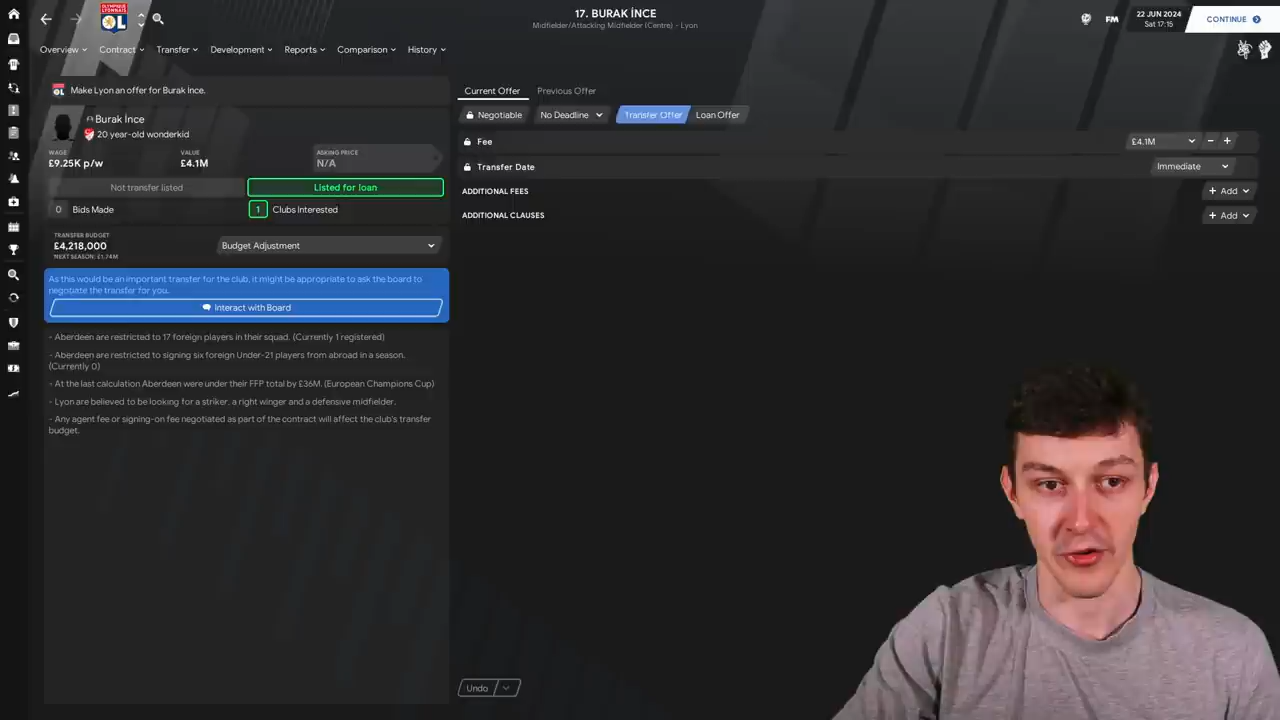 OLYMPIQUE
LYONNAIS
OL
17. BURAK İNCE
Midfielder/Attacking Midfielder (Centre) - Lyon
FM
22 JUN 2024
Sat 17:15
CONTINUE
Overview
Contract
Transfer
Development
Reports
Comparison
History
Make Lyon an offer for Burak İnce.
Burak İnce
20 year-old wonderkid
WAGE
£9.25K p/w
VALUE
£4.1M
ASKING PRICE
N/A
Not transfer listed
Listed for loan
0 Bids Made
1 Clubs Interested
TRANSFER BUDGET
£4,218,000
NEXT SEASON: £1.74M
Budget Adjustment
As this would be an important transfer for the club, it might be appropriate to ask the board to
negotiate the transfer for you.
Interact with Board
- Aberdeen are restricted to 17 foreign players in their squad. (Currently 1 registered)
- Aberdeen are restricted to signing six foreign Under-21 players from abroad in a season.
(Currently 0)
- At the last calculation Aberdeen were under their FFP total by £36M. (European Champions Cup)
- Lyon are believed to be looking for a striker, a right winger and a defensive midfielder.
- Any agent fee or signing-on fee negotiated as part of the contract will affect the club's transfer
budget.
Current Offer
Previous Offer
Negotiable
No Deadline
Transfer Offer
Loan Offer
Fee
£4.1M
Transfer Date
Immediate
ADDITIONAL FEES
+ Add
ADDITIONAL CLAUSES
+ Add
Undo